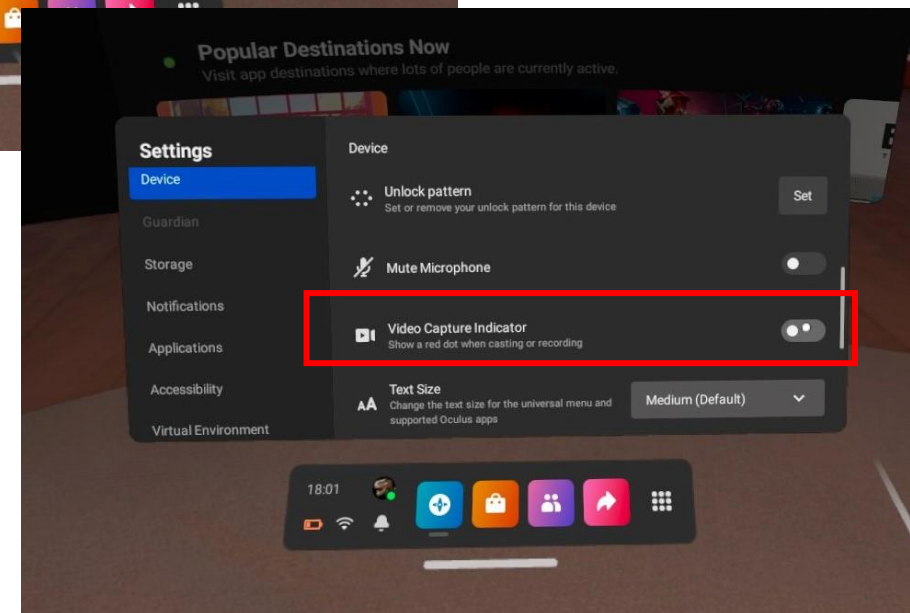 Popular Destinations Now
Visit app destinations where lots of people are currently active.
Settings
Device
Guardian
Storage
Notifications
Applications
Accessibility
Virtual Environment
Device
Unlock pattern
Set or remove your unlock pattern for this device
Set
Mute Microphone
Video Capture Indicator
Show a red dot when casting or recording
AA
Text Size
Change the text size for the universal menu and
supported Oculus apps
Medium (Default)
18:01